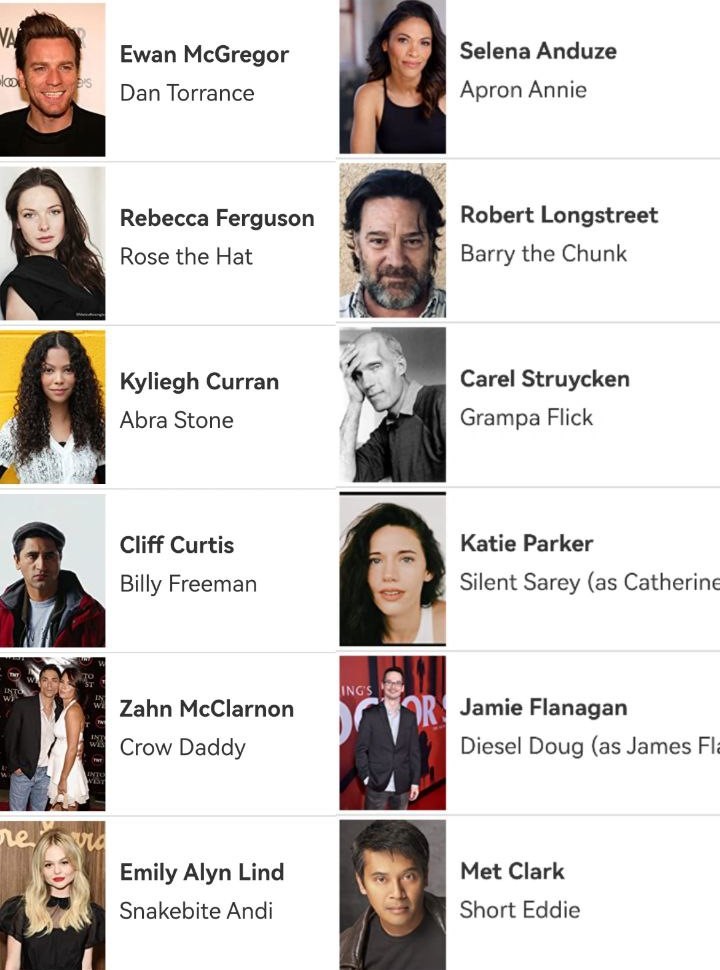 Ewan McGregor
Dan Torrance
Rebecca Ferguson
Rose the Hat
Kyliegh Curran
Abra Stone
Cliff Curtis
Billy Freeman
Zahn McClarnon
Crow Daddy
Emily Alyn Lind
Snakebite Andi
Selena Anduze
Apron Annie
Robert Longstreet
Barry the Chunk
Carel Struycken
Grampa Flick
Katie Parker
Silent Sarey (as Catherine
Jamie Flanagan
Diesel Doug (as James Fla
Met Clark
Short Eddie